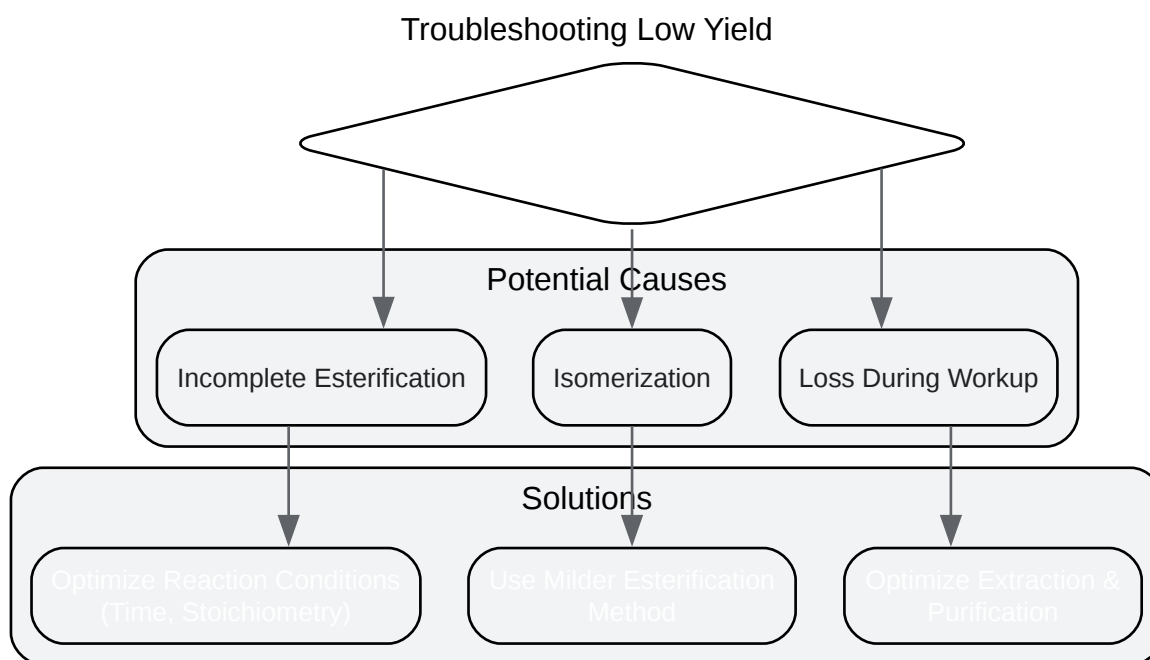 Troubleshooting Low Yield
Potential Causes
Incomplete Esterification
Isomerization
Loss During Workup
Solutions
Optimize Reaction Conditions
(Time, Stoichiometry)
Use Milder Esterification
Method
Optimize Extraction &
Purification